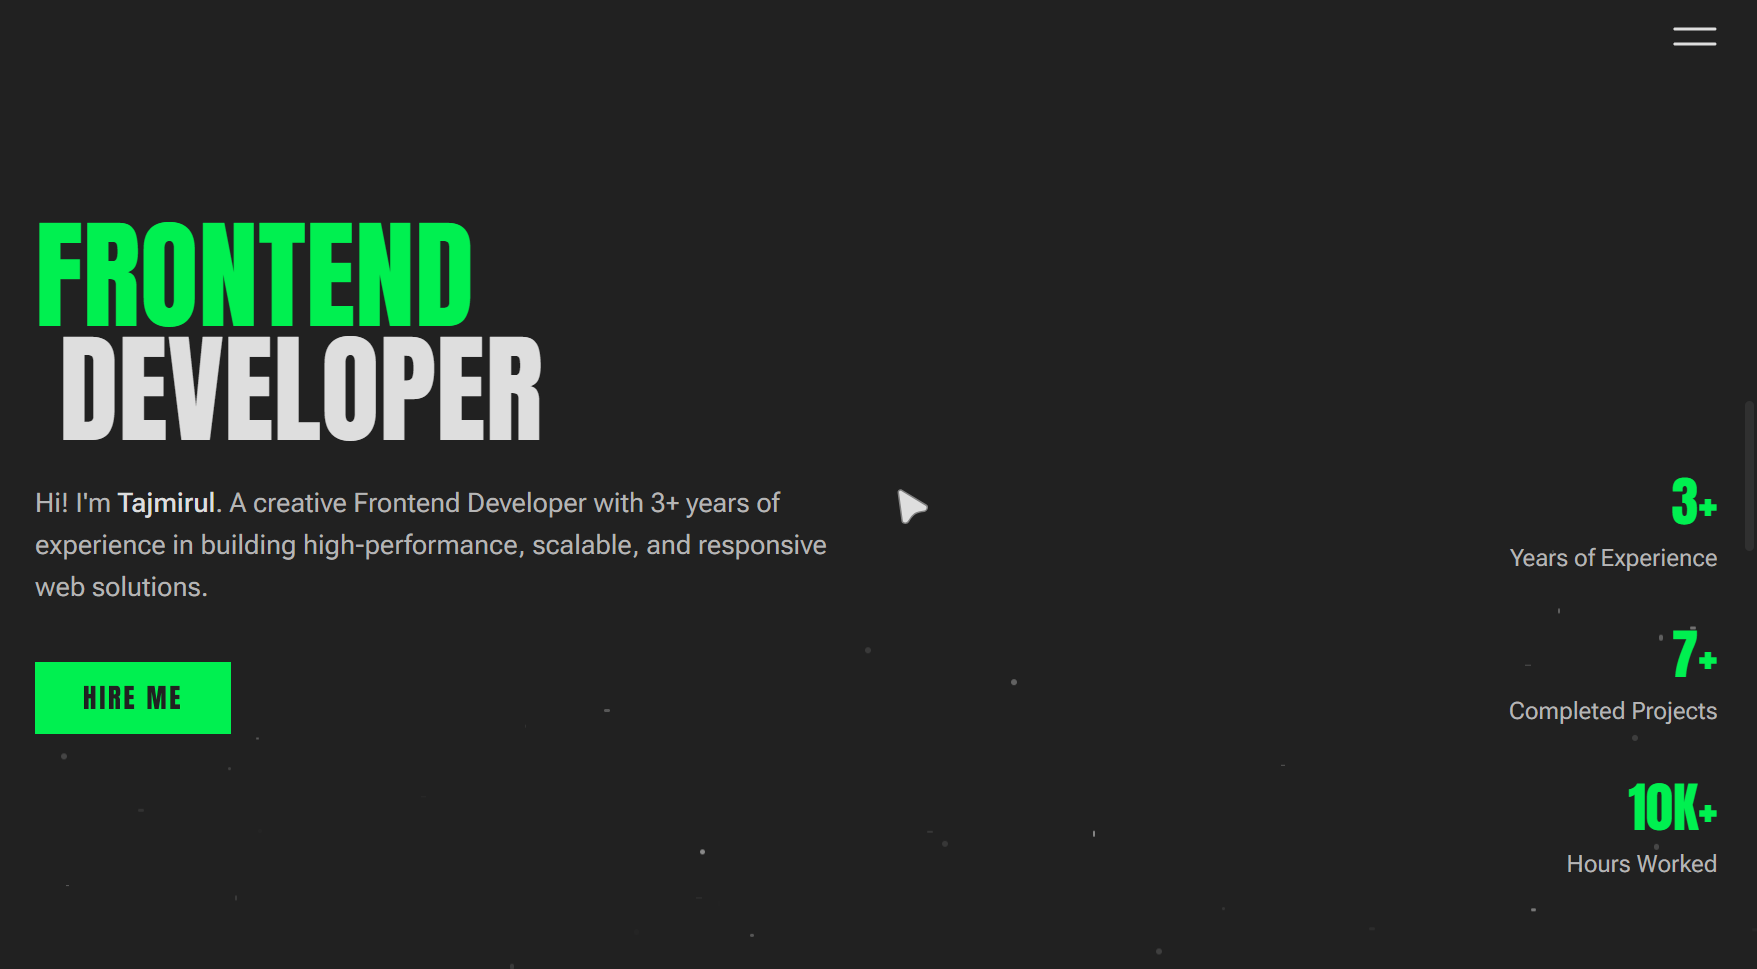 FRONTEND
DEVELOPER
Hi! I'm Tajmirul. A creative Frontend Developer with 3+ years of
experience in building high-performance, scalable, and responsive
web solutions.
HIRE ME
3+
Years of Experience
7+
Completed Projects
10K+
Hours Worked